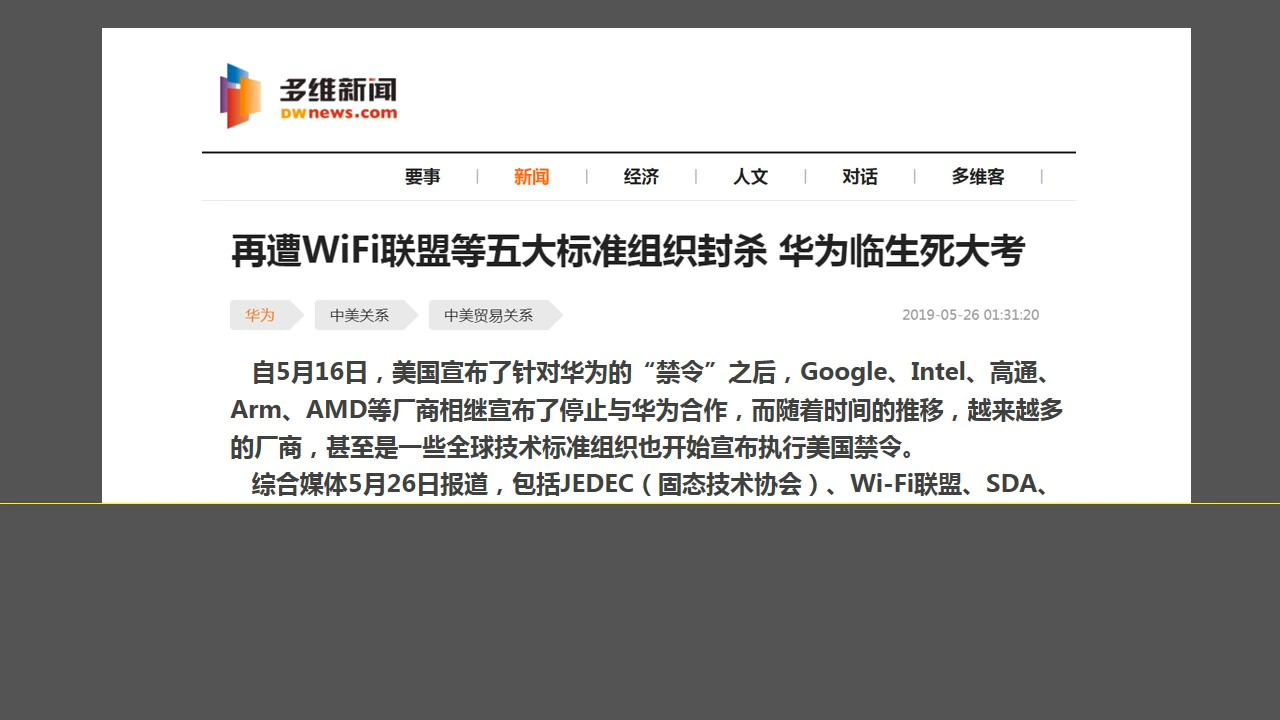 多维新闻
DWnews.com
要事 | 新闻 | 经济 | 人文 | 对话 | 多维客 |
再遭WiFi联盟等五大标准组织封杀 华为临生死大考
华为 中美关系 中美贸易关系 2019-05-26 01:31:20
自5月16日，美国宣布了针对华为的“禁令”之后，Google、Intel、高通、
Arm、AMD等厂商相继宣布了停止与华为合作，而随着时间的推移，越来越多
的厂商，甚至是一些全球技术标准组织也开始宣布执行美国禁令。
综合媒体5月26日报道，包括JEDEC（固态技术协会）、Wi-Fi联盟、SDA、